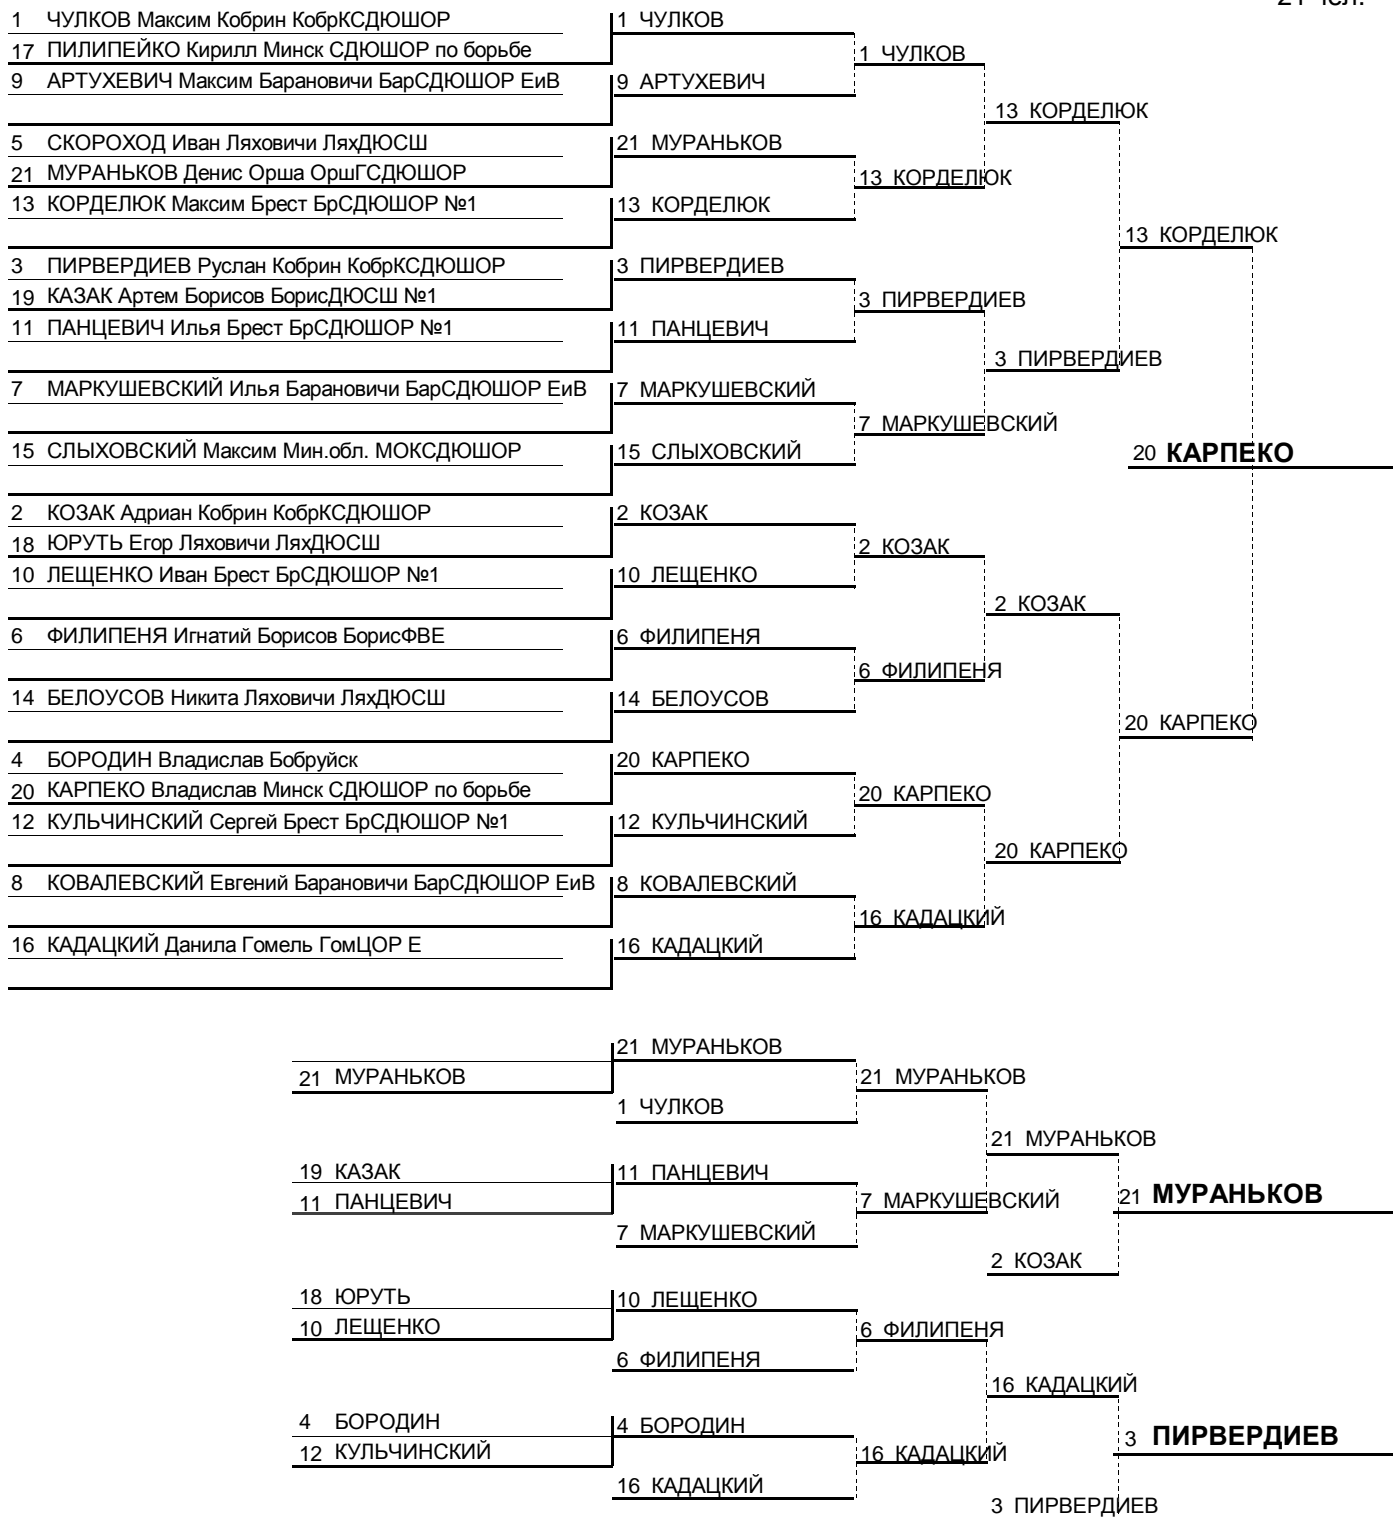 21 чел.
1 ЧУЛКОВ Максим Кобрин КобрКСДЮШОР
1 ЧУЛКОВ
17 ПИЛИПЕЙКО Кирилл Минск СДЮШОР по борьбе
1 ЧУЛКОВ
9 АРТУХЕВИЧ Максим Барановичи БарСДЮШОР ЕиВ
9 АРТУХЕВИЧ
13 КОРДЕЛЮК
5 СКОРОХОД Иван Ляховичи ЛяхДЮСШ
21 МУРАНЬКОВ
21 МУРАНЬКОВ Денис Орша ОршГСДЮШОР
13 КОРДЕЛЮК
13 КОРДЕЛЮК Максим Брест БрСДЮШОР №1
13 КОРДЕЛЮК
13 КОРДЕЛЮК
3 ПИРВЕРДИЕВ Руслан Кобрин КобрКСДЮШОР
3 ПИРВЕРДИЕВ
19 КАЗАК Артем Борисов БорисДЮСШ №1
3 ПИРВЕРДИЕВ
11 ПАНЦЕВИЧ Илья Брест БрСДЮШОР №1
11 ПАНЦЕВИЧ
3 ПИРВЕРДИЕВ
7 МАРКУШЕВСКИЙ Илья Барановичи БарСДЮШОР ЕиВ
7 МАРКУШЕВСКИЙ
7 МАРКУШЕВСКИЙ
15 СЛЫХОВСКИЙ Максим Мин.обл. МОКСДЮШОР
15 СЛЫХОВСКИЙ
20 КАРПЕКО
2 КОЗАК Адриан Кобрин КобрКСДЮШОР
2 КОЗАК
18 ЮРУТЬ Егор Ляховичи ЛяхДЮСШ
2 КОЗАК
10 ЛЕЩЕНКО Иван Брест БрСДЮШОР №1
10 ЛЕЩЕНКО
2 КОЗАК
6 ФИЛИПЕНЯ Игнатий Борисов БорисФВЕ
6 ФИЛИПЕНЯ
6 ФИЛИПЕНЯ
14 БЕЛОУСОВ Никита Ляховичи ЛяхДЮСШ
14 БЕЛОУСОВ
20 КАРПЕКО
4 БОРОДИН Владислав Бобруйск
20 КАРПЕКО
20 КАРПЕКО Владислав Минск СДЮШОР по борьбе
20 КАРПЕКО
12 КУЛЬЧИНСКИЙ Сергей Брест БрСДЮШОР №1
12 КУЛЬЧИНСКИЙ
20 КАРПЕКО
8 КОВАЛЕВСКИЙ Евгений Барановичи БарСДЮШОР ЕиВ
8 КОВАЛЕВСКИЙ
16 КАДАЦКИЙ
16 КАДАЦКИЙ Данила Гомель ГомЦОР Е
16 КАДАЦКИЙ
21 МУРАНЬКОВ
21 МУРАНЬКОВ
21 МУРАНЬКОВ
1 ЧУЛКОВ
21 МУРАНЬКОВ
19 КАЗАК
11 ПАНЦЕВИЧ
11 ПАНЦЕВИЧ
7 МАРКУШЕВСКИЙ
21 МУРАНЬКОВ
7 МАРКУШЕВСКИЙ
2 КОЗАК
18 ЮРУТЬ
10 ЛЕЩЕНКО
10 ЛЕЩЕНКО
6 ФИЛИПЕНЯ
6 ФИЛИПЕНЯ
16 КАДАЦКИЙ
4 БОРОДИН
4 БОРОДИН
12 КУЛЬЧИНСКИЙ
16 КАДАЦКИЙ
3 ПИРВЕРДИЕВ
16 КАДАЦКИЙ
3 ПИРВЕРДИЕВ